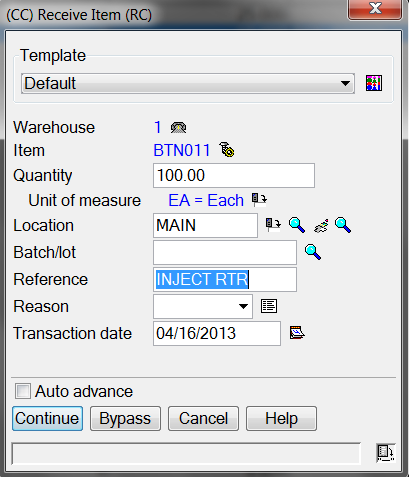 (CC) Receive Item (RC)
Template
Default
Warehouse 1
Item BTN011
Quantity 100.00
Unit of measure EA = Each
Location MAIN
Batch/lot
Reference INJECT RTR
Reason
Transaction date 04/16/2013
Auto advance
Continue Bypass Cancel Help